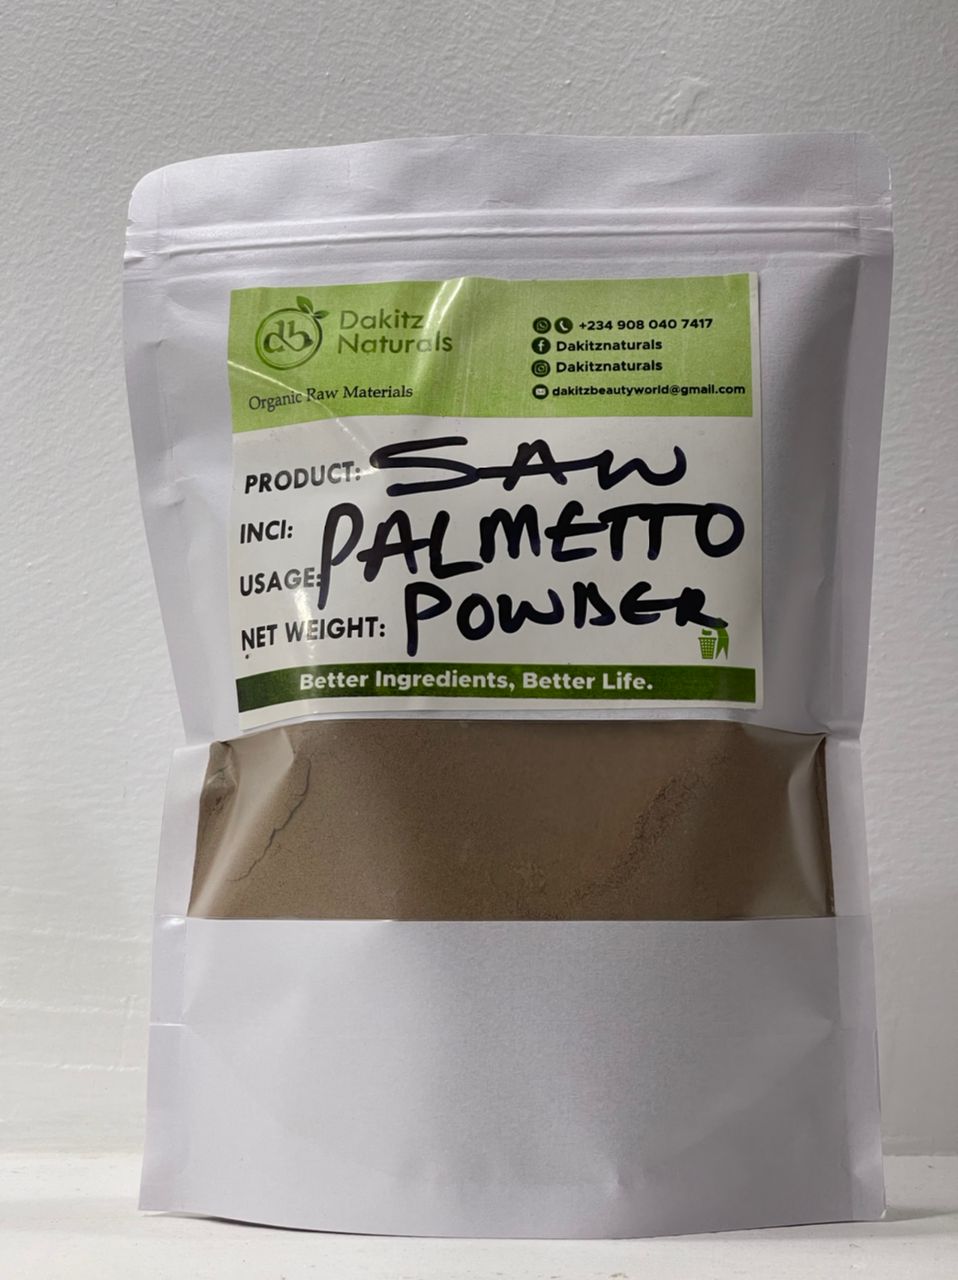 db
Dakitz
Naturals
Organic Raw Materials
+234 908 040 7417
Dakitznaturals
Dakitznaturals
dakitzbeautyworld@gmail.com
PRODUCT: SAW
INCI: PALMETTO
USAGE:
NET WEIGHT: POWDER
Better Ingredients, Better Life.